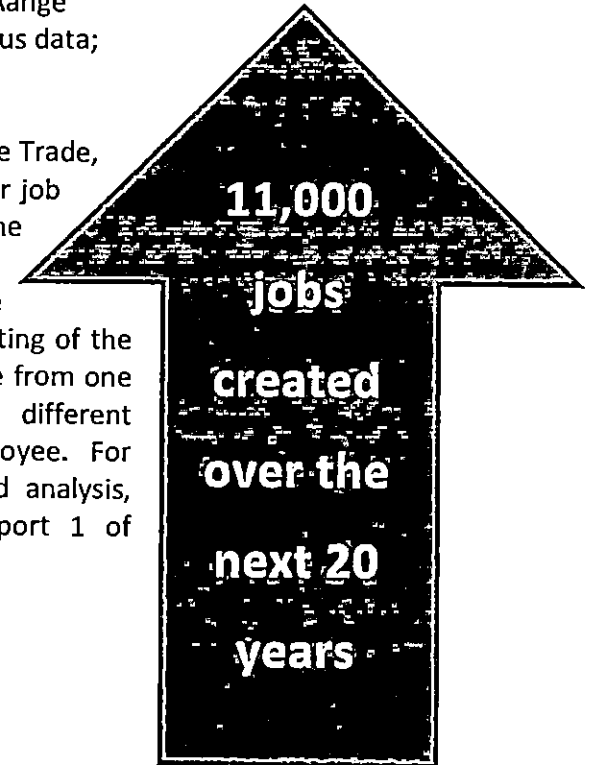 Range
us data;
e Trade,
r job
ne
ting of the
e from one
different
oyee. For
d analysis,
port 1 of
11,000
jobs
created
over the
next 20
years